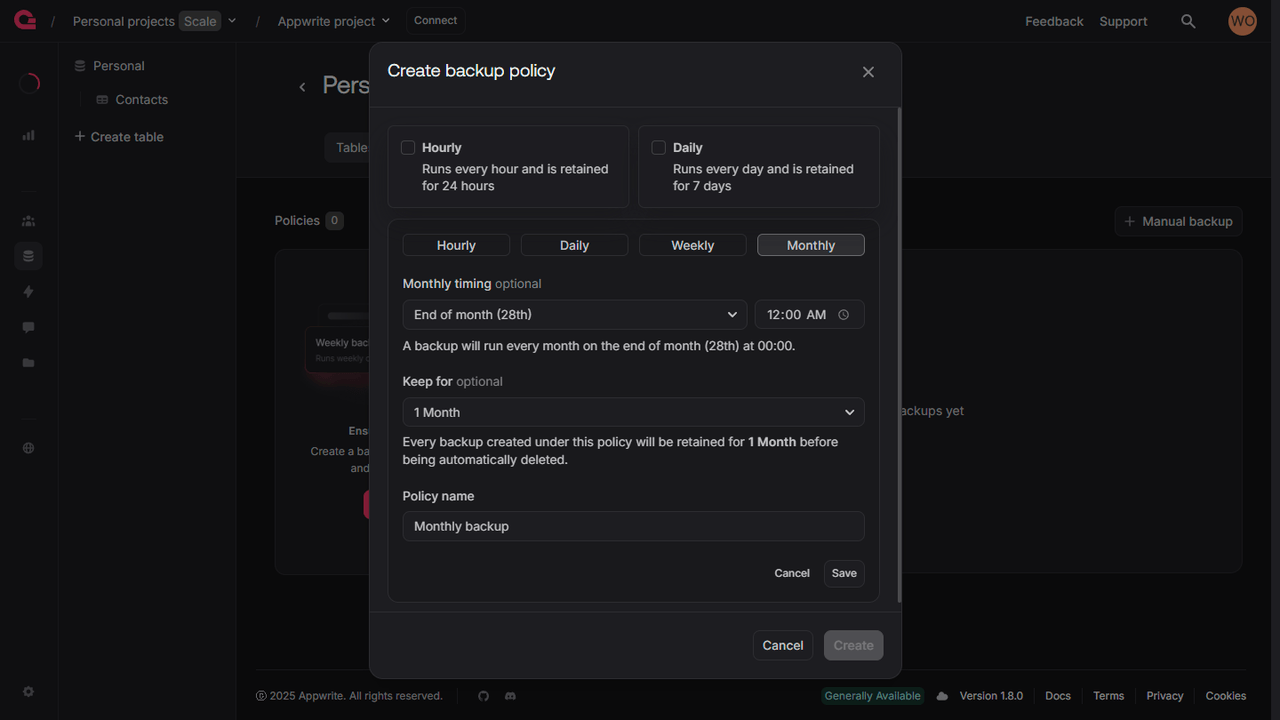 / Personal projects Scale / Appwrite project Connect Feedback Support WO
Personal
Contacts
+ Create table
Pers
Table
Policies 0
+ Manual backup
Weekly bac
Runs weekly
Ens
Create a ba
and
ackups yet
Create backup policy
Hourly
Runs every hour and is retained
for 24 hours
Daily
Runs every day and is retained
for 7 days
Hourly Daily Weekly Monthly
Monthly timing optional
End of month (28th) 12:00 AM
A backup will run every month on the end of month (28th) at 00:00.
Keep for optional
1 Month
Every backup created under this policy will be retained for 1 Month before
being automatically deleted.
Policy name
Monthly backup
Cancel Save
Cancel Create
© 2025 Appwrite. All rights reserved. Generally Available Version 1.8.0 Docs Terms Privacy Cookies